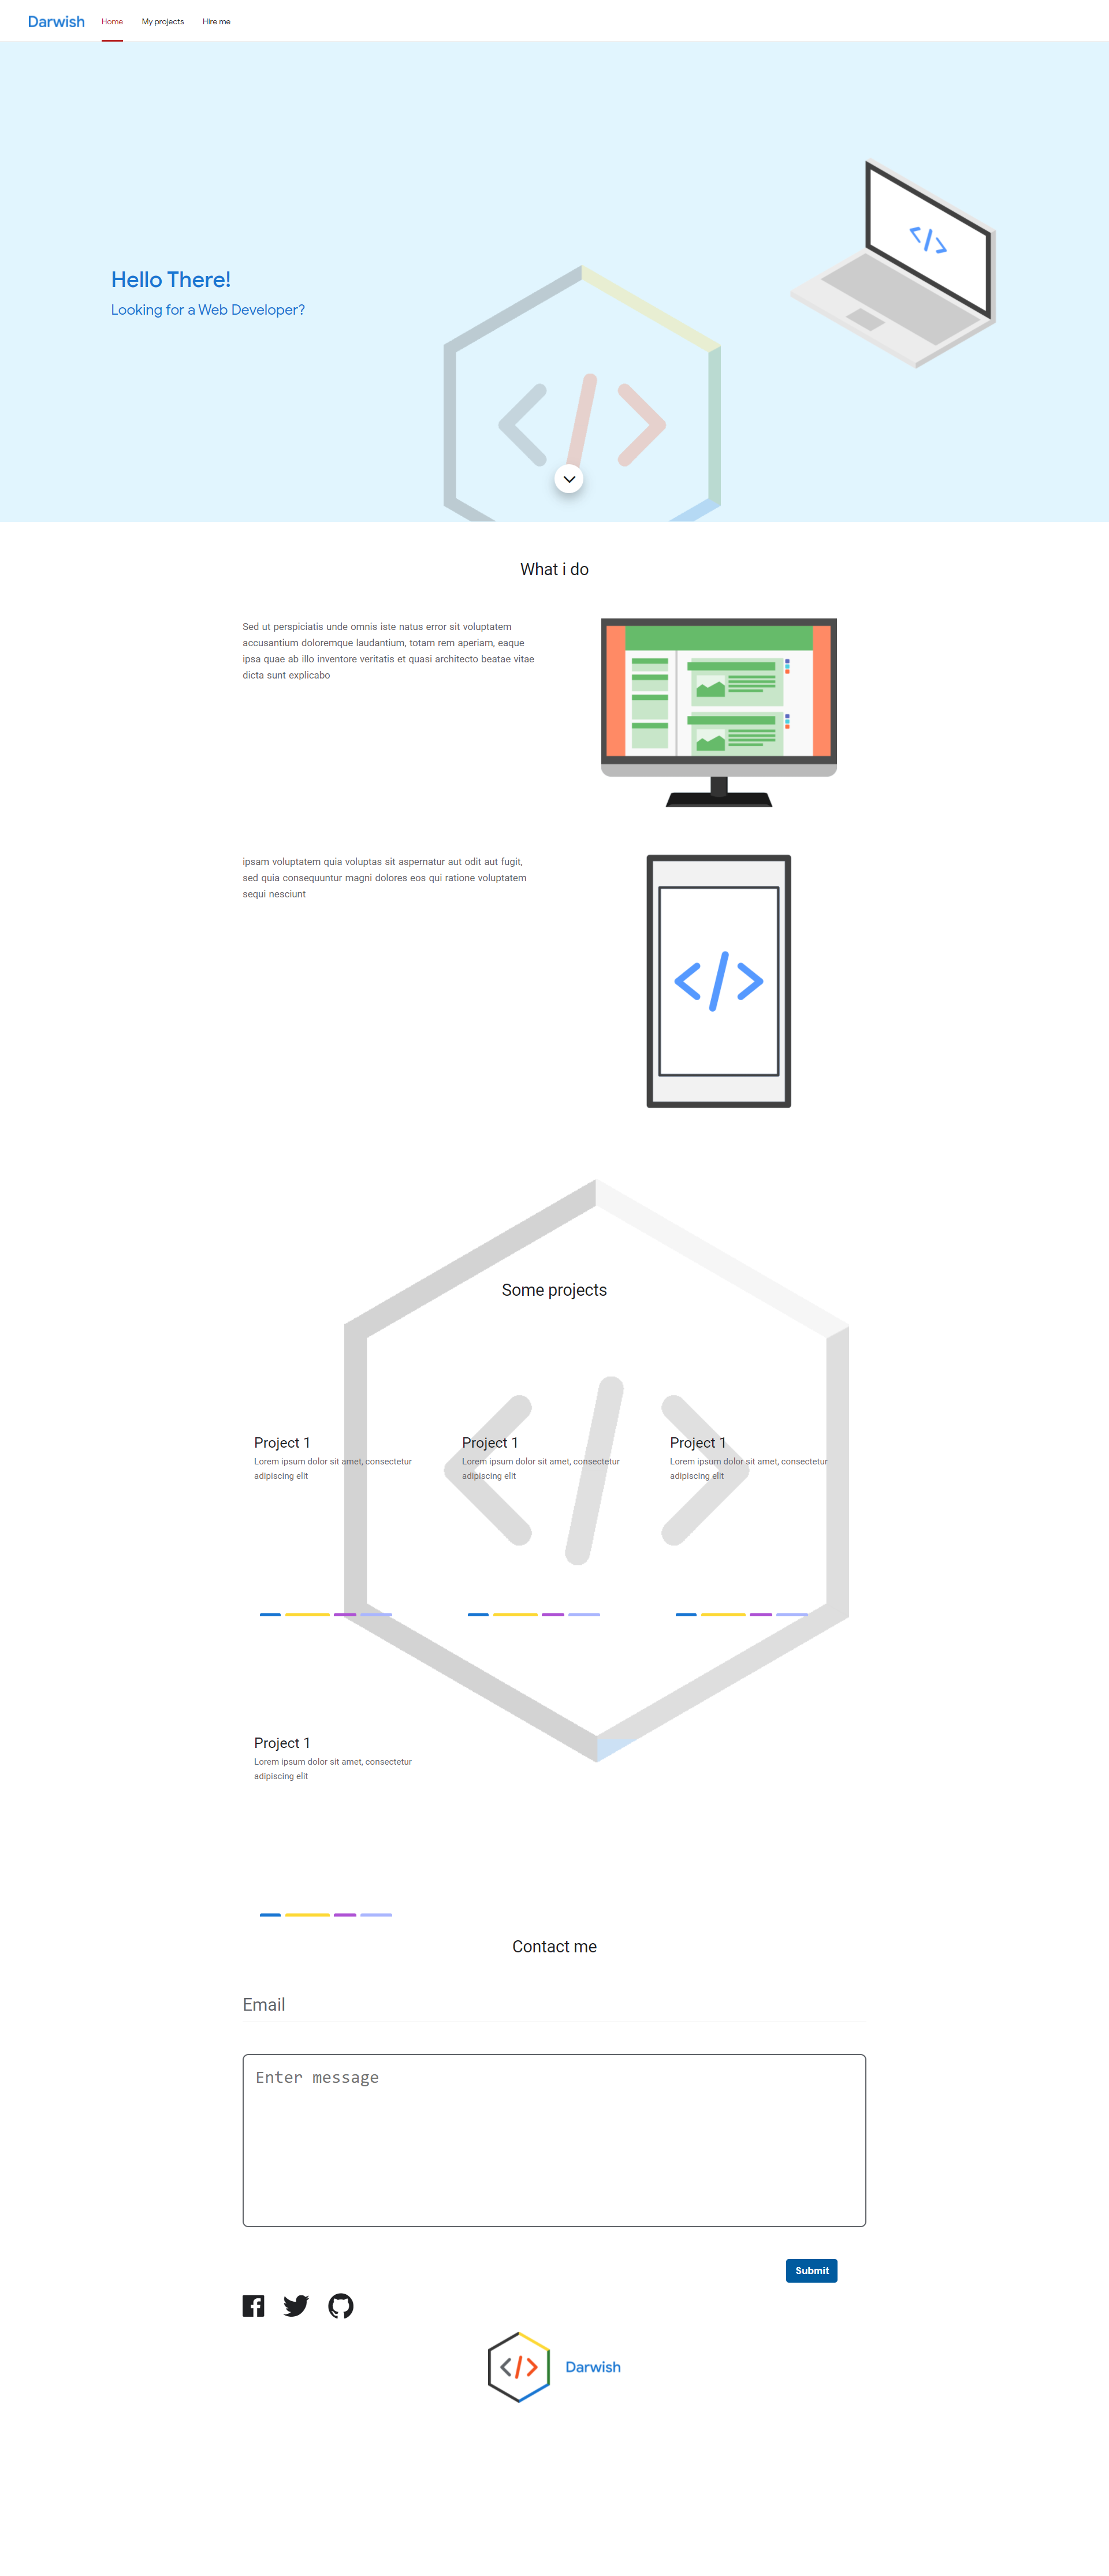 Darwish Home My projects Hire me
Hello There!
Looking for a Web Developer?
</>
</>
What i do
Sed ut perspiciatis unde omnis iste natus error sit voluptatem
accusantium doloremque laudantium, totam rem aperiam, eaque
ipsa quae ab illo inventore veritatis et quasi architecto beatae vitae
dicta sunt explicabo
ipsam voluptatem quia voluptas sit aspernatur aut odit aut fugit,
sed quia consequuntur magni dolores eos qui ratione voluptatem
sequi nesciunt
</>
Some projects
</>
Project 1
Lorem ipsum dolor sit amet, consectetur
adipiscing elit
Project 1
Lorem ipsum dolor sit amet, consectetur
adipiscing elit
Project 1
Lorem ipsum dolor sit amet, consectetur
adipiscing elit
Project 1
Lorem ipsum dolor sit amet, consectetur
adipiscing elit
Contact me
Email
Enter message
Submit
</> Darwish